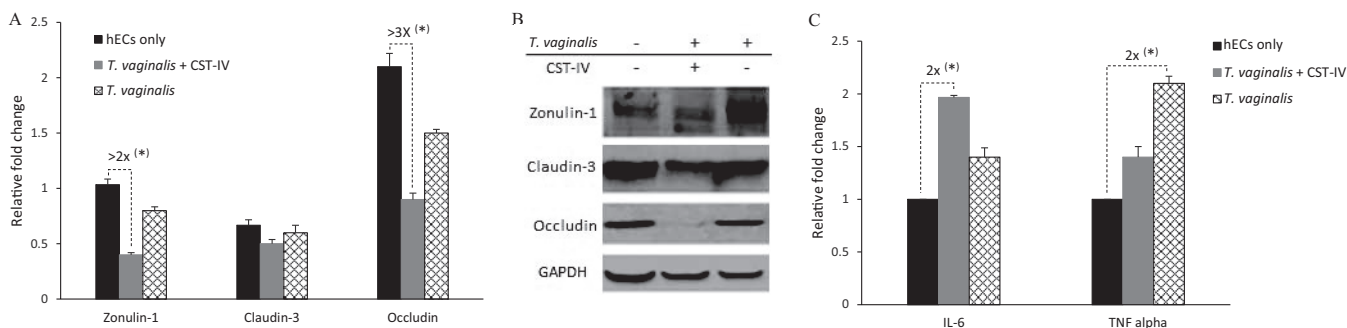 A
Relative fold change
2.5
2
1.5
1
0.5
0
hECs only
T. vaginalis + CST-IV
T. vaginalis
>2x (*)
>3X (*)
Zonulin-1 Claudin-3 Occludin
B
T. vaginalis - + +
CST-IV - + -
Zonulin-1
Claudin-3
Occludin
GAPDH
C
Relative fold change
2.5
2
1.5
1
0.5
0
2x (*)
2x (*)
hECs only
T. vaginalis + CST-IV
T. vaginalis
IL-6 TNF alpha